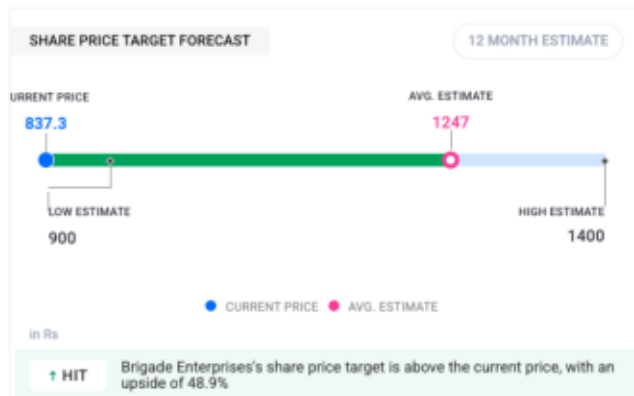 SHARE PRICE TARGET FORECAST
12 MONTH ESTIMATE
URRENT PRICE
AVG. ESTIMATE
837.3
1247
LOW ESTIMATE
HIGH ESTIMATE
900
1400
CURRENT PRICE
AVG. ESTIMATE
in Rs
↑ HIT
Brigade Enterprises's share price target is above the current price, with an
upside of 48.9%